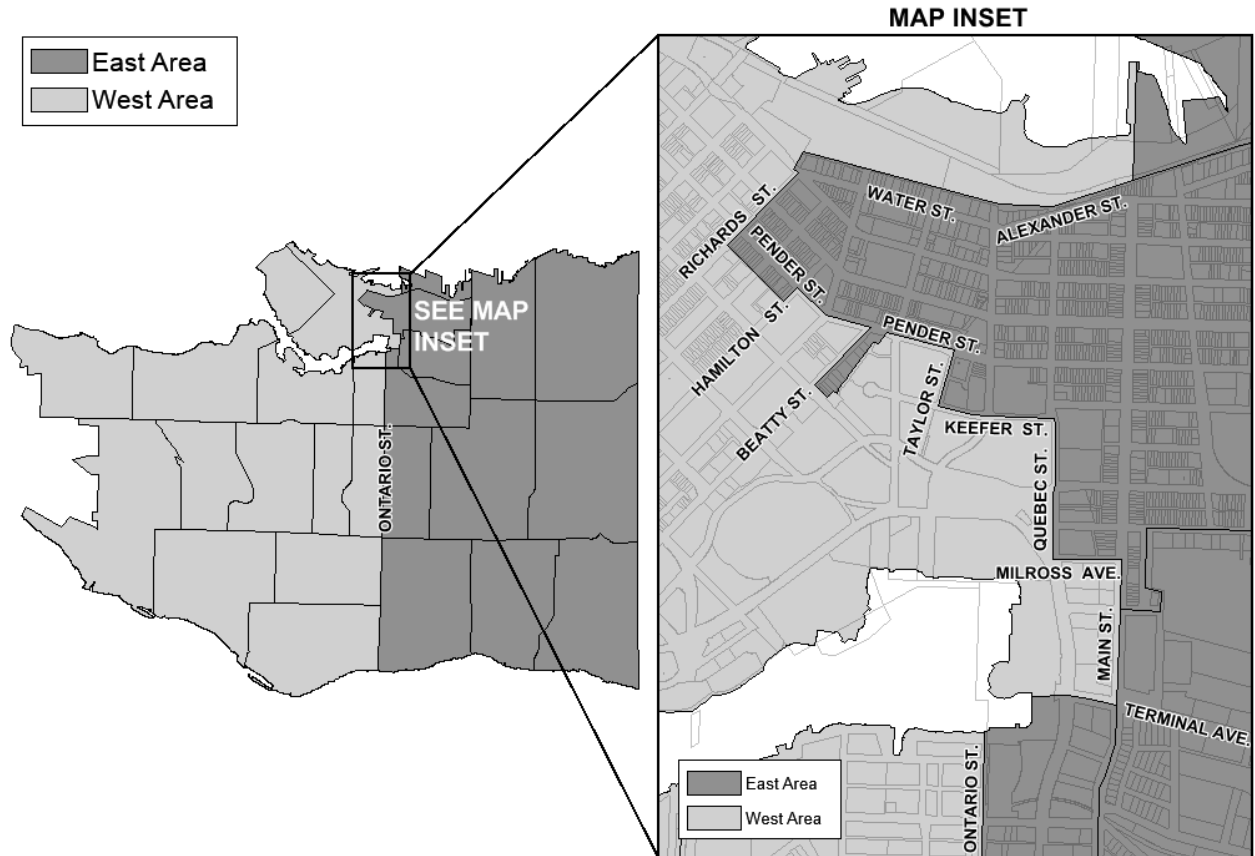 MAP INSET
East Area
West Area
SEE MAP
INSET
ONTARIO ST.
WATER ST.
ALEXANDER ST.
RICHARDS ST.
PENDER ST.
HAMILTON ST.
PENDER ST.
BEATTY ST.
TAYLOR ST.
KEEFER ST.
QUEBEC ST.
MILROSS AVE.
MAIN ST.
TERMINAL AVE.
ONTARIO ST.
East Area
West Area